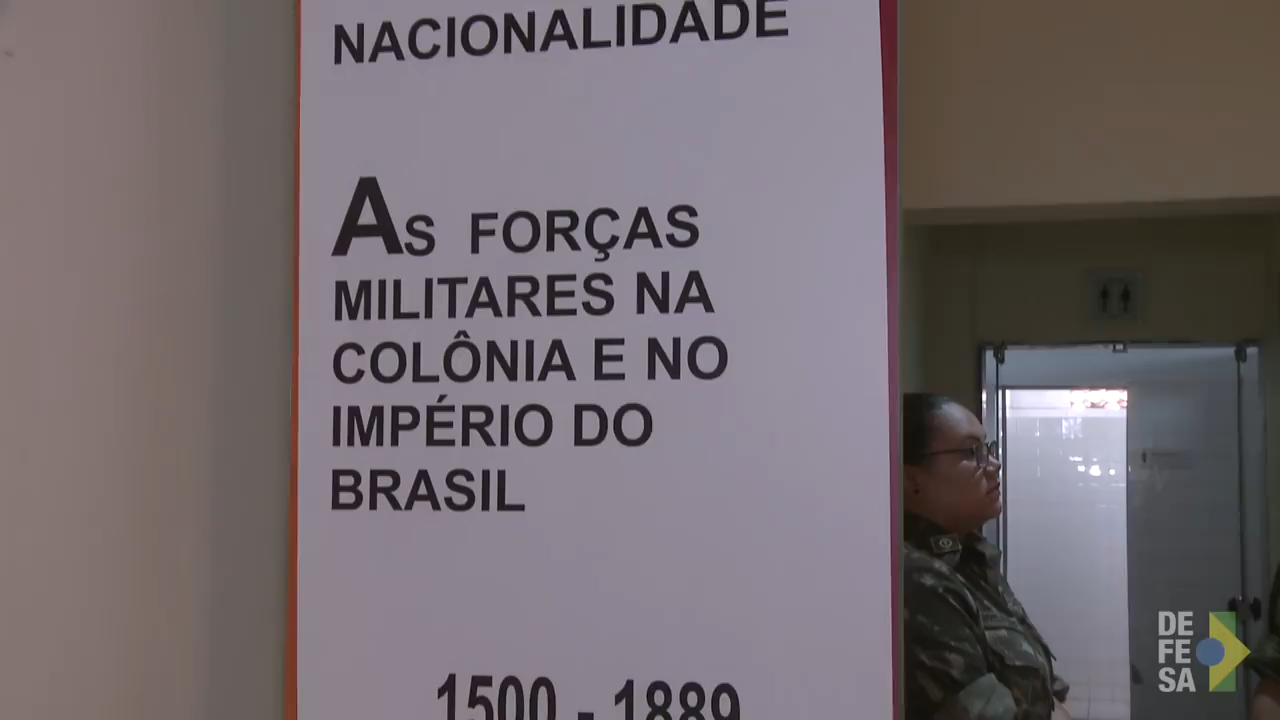 NACIONALIDADE
As FORÇAS
MILITARES NA
COLÔNIA E NO
IMPÉRIO DO
BRASIL
1500 - 1889
DE
FE
SA